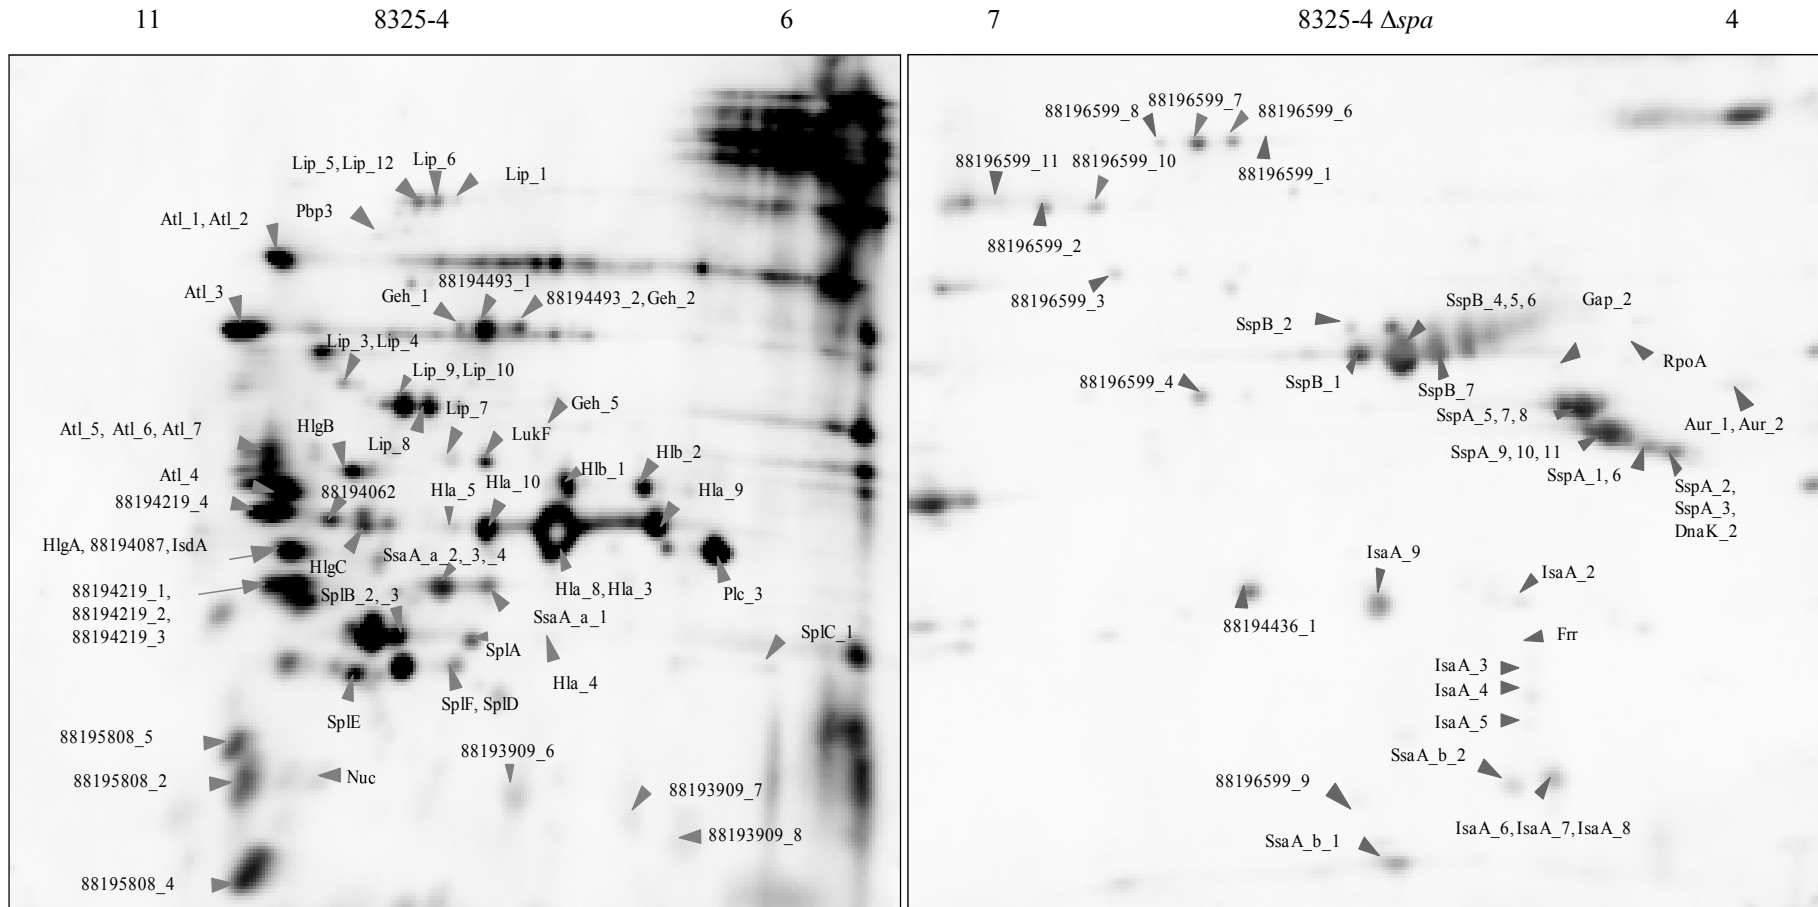 11 8325-4 6 7 8325-4 Δspa 4
Lip_5, Lip_12
Lip_6
Lip_1
Pbp3
Atl_1, Atl_2
Atl_3
88194493_1
Geh_1
88194493_2, Geh_2
Lip_3, Lip_4
Lip_9, Lip_10
Lip_7
Geh_5
Atl_5, Atl_6, Atl_7
HlgB
Lip_8
LukF
Hlb_1
Hlb_2
Atl_4
88194062
Hla_5
Hla_10
Hla_9
88194219_4
HlgA, 88194087, IsdA
HlgC
SsaA_a_2,_3,_4
Hla_8, Hla_3
Plc_3
88194219_1,
88194219_2,
88194219_3
SplB_2,_3
SsaA_a_1
SplA
SplC_1
Hla_4
SplE
SplF, SplD
88195808_5
88193909_6
Nuc
88195808_2
88193909_7
88193909_8
88195808_4
88196599_8
88196599_7
88196599_6
88196599_11
88196599_10
88196599_1
88196599_2
88196599_3
SspB_4, 5, 6
Gap_2
SspB_2
RpoA
SspB_1
SspB_7
88196599_4
SspA_5, 7, 8
Aur_1, Aur_2
SspA_9, 10, 11
SspA_1, 6
SspA_2,
SspA_3,
DnaK_2
IsaA_9
IsaA_2
88194436_1
Frr
IsaA_3
IsaA_4
IsaA_5
SsaA_b_2
88196599_9
IsaA_6, IsaA_7, IsaA_8
SsaA_b_1